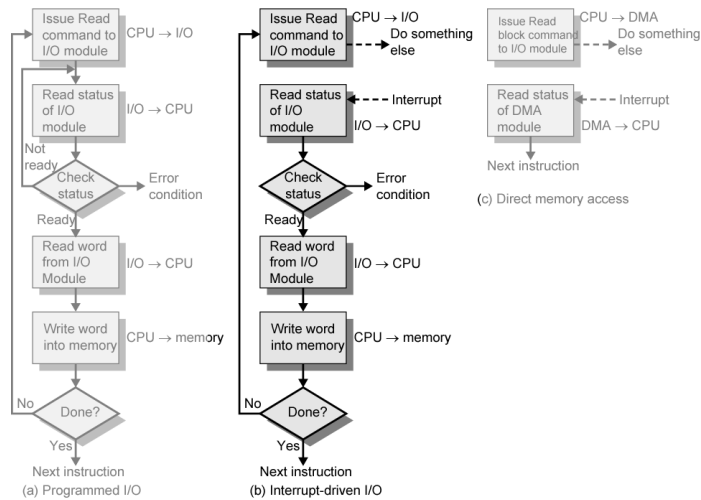 Issue Read
command to
I/O module
CPU → I/O
Read status
of I/O
module
I/O → CPU
Not
ready
Check
status
Error
condition
Ready
Read word
from I/O
Module
I/O → CPU
Write word
into memory
CPU → memory
No
Done?
Yes
Next instruction
(a) Programmed I/O
Issue Read
command to
I/O module
CPU → I/O
Do something
else
Read status
of I/O
module
Interrupt
I/O → CPU
Check
status
Error
condition
Ready
Read word
from I/O
Module
I/O → CPU
Write word
into memory
CPU → memory
No
Done?
Yes
Next instruction
(b) Interrupt-driven I/O
Issue Read
block command
to I/O module
CPU → DMA
Do something
else
Read status
of DMA
module
Interrupt
DMA → CPU
Next instruction
(c) Direct memory access